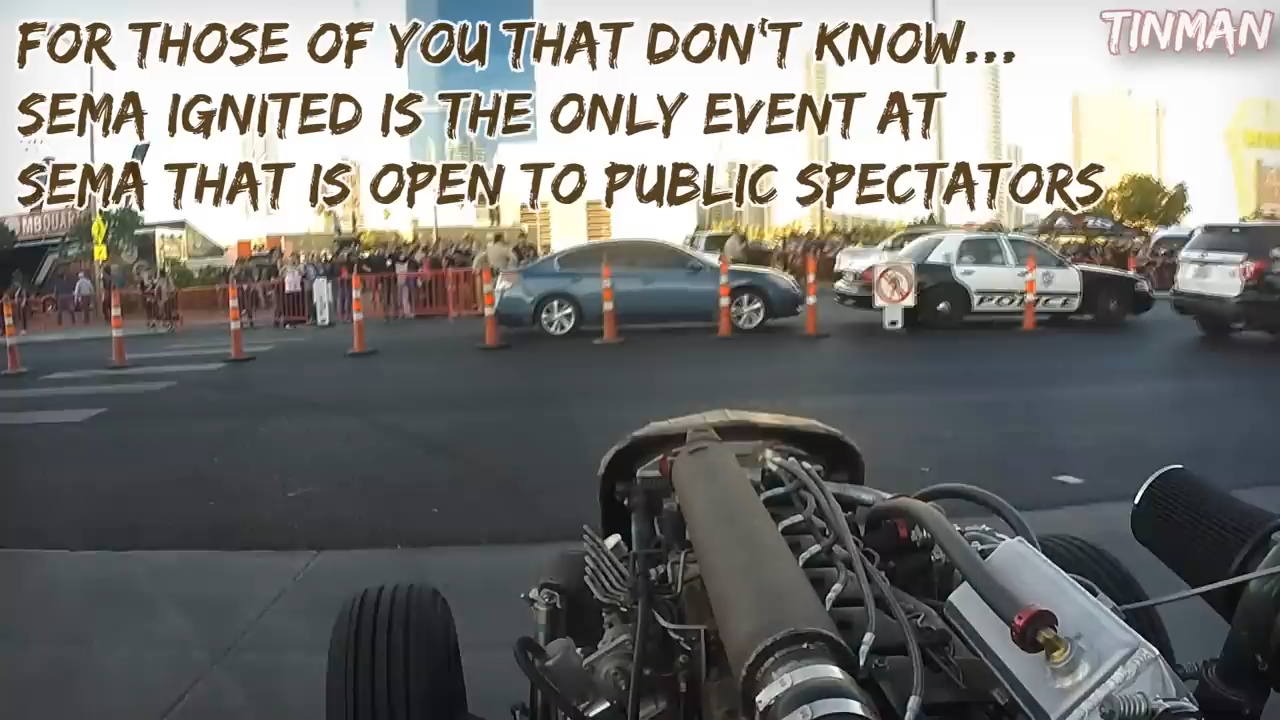 FOR THOSE OF YOU THAT DON'T KNOW...
SEMA IGNITED IS THE ONLY EVENT AT
SEMA THAT IS OPEN TO PUBLIC SPECTATORS
TINMAN
POLICE